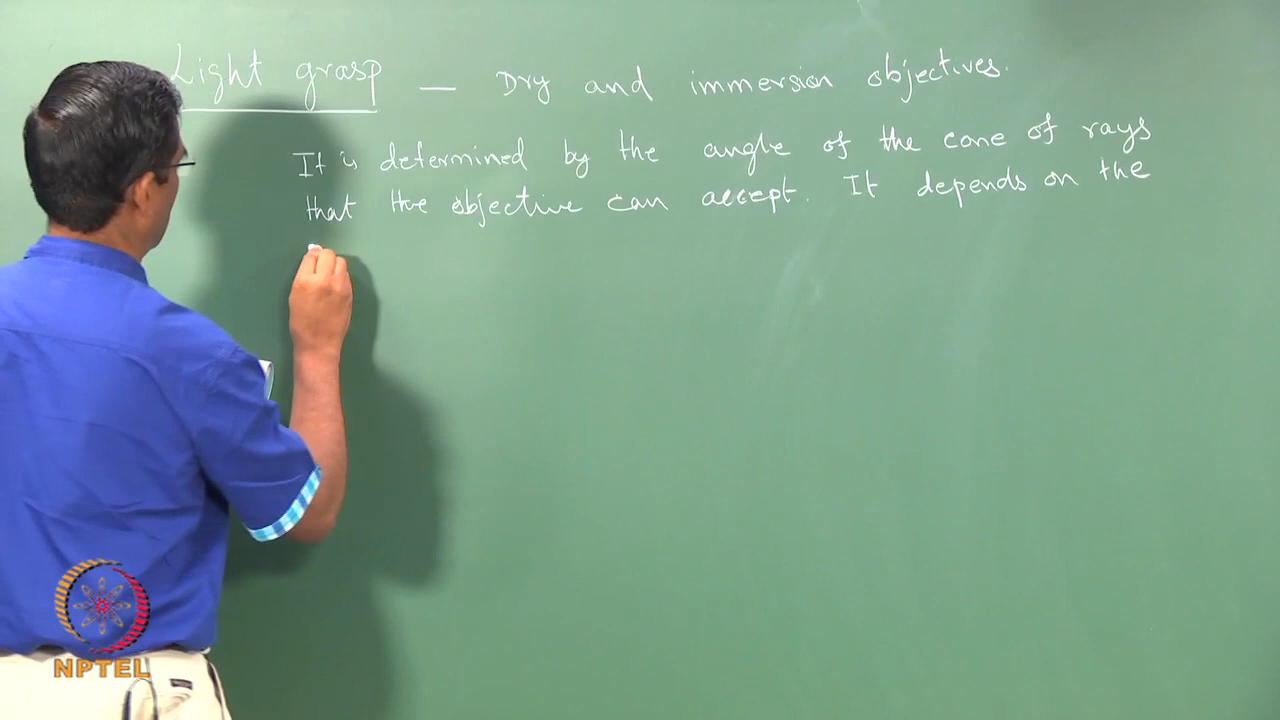 Light grasp — Dry and immersion objectives.
It is determined by the angle of the cone of rays
that the objective can accept. It depends on the
NPTEL